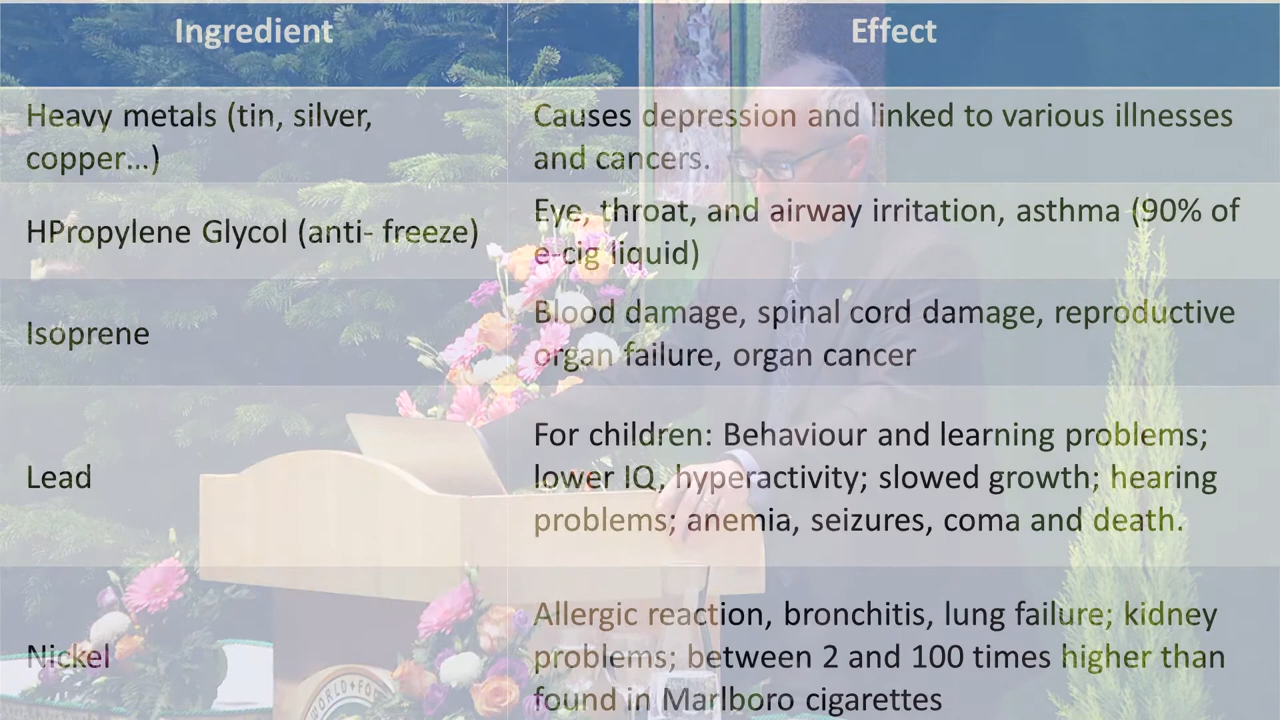 Ingredient
Effect
Heavy metals (tin, silver,
copper...)
Causes depression and linked to various illnesses
and cancers.
HPropylene Glycol (anti- freeze)
Eye, throat, and airway irritation, asthma (90% of
e-cig liquid)
Isoprene
Blood damage, spinal cord damage, reproductive
organ failure, organ cancer
Lead
For children: Behaviour and learning problems;
lower IQ, hyperactivity; slowed growth; hearing
problems; anemia, seizures, coma and death.
Nickel
Allergic reaction, bronchitis, lung failure; kidney
problems; between 2 and 100 times higher than
found in Marlboro cigarettes
WORLD